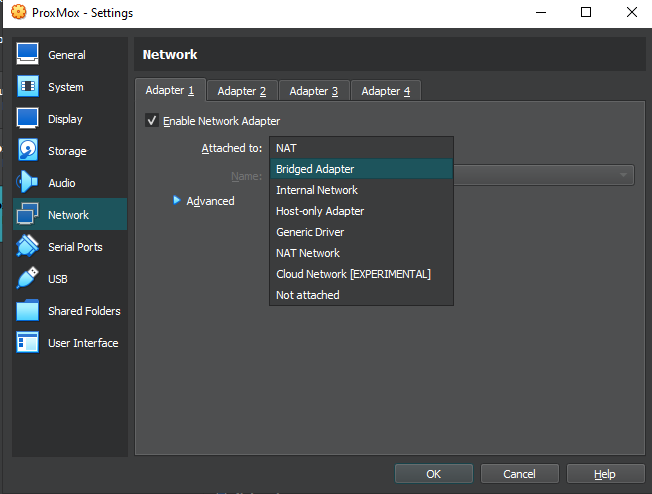 ProxMox - Settings
General
System
Display
Storage
Audio
Network
Serial Ports
USB
Shared Folders
User Interface
Network
Adapter 1 Adapter 2 Adapter 3 Adapter 4
Enable Network Adapter
Attached to:
NAT
Bridged Adapter
Name:
Internal Network
Advanced
Host-only Adapter
Generic Driver
NAT Network
Cloud Network [EXPERIMENTAL]
Not attached
OK Cancel Help